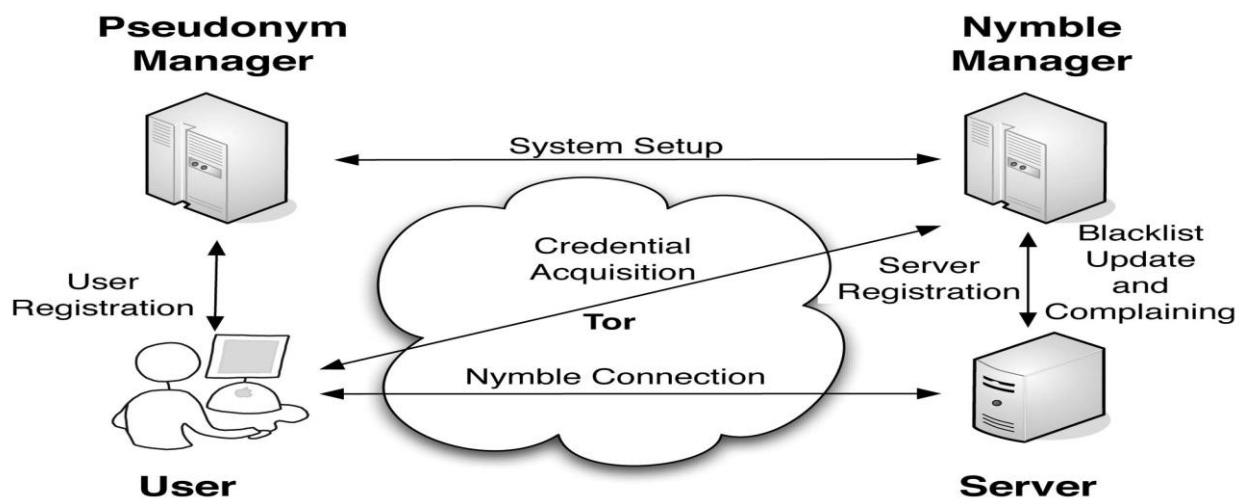 Pseudonym
Manager
Nymble
Manager
System Setup
Credential
Acquisition
User
Registration
Server
Registration
Blacklist
Update
and
Complaining
Tor
Nymble Connection
User
Server